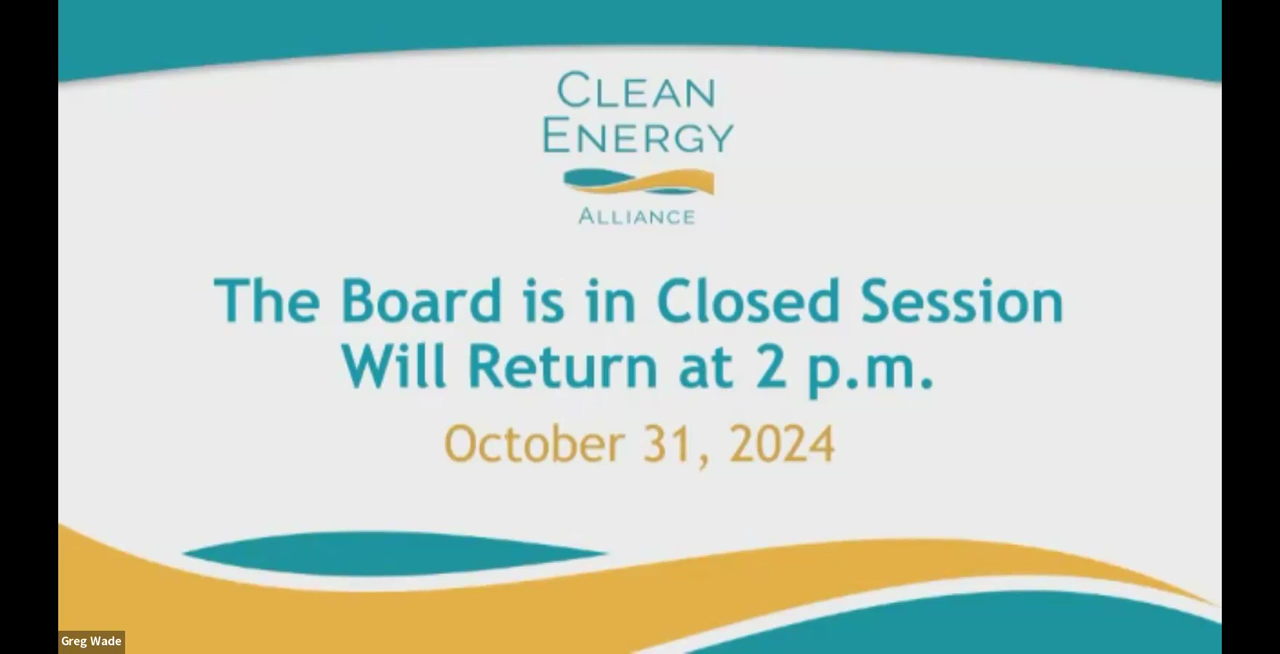 CLEAN
ENERGY
ALLIANCE
The Board is in Closed Session
Will Return at 2 p.m.
October 31, 2024
Greg Wade